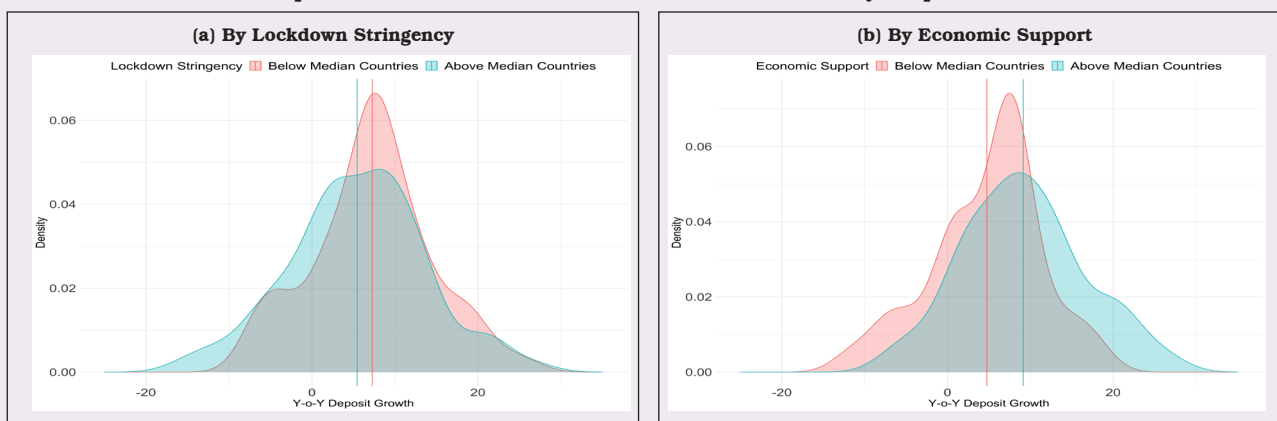 (a) By Lockdown Stringency
Lockdown Stringency Below Median Countries Above Median Countries
0.06
0.04
0.02
0.00
Density
-20 0 20
Y-o-Y Deposit Growth
(b) By Economic Support
Economic Support Below Median Countries Above Median Countries
0.06
0.04
0.02
0.00
Density
-20 0 20
Y-o-Y Deposit Growth